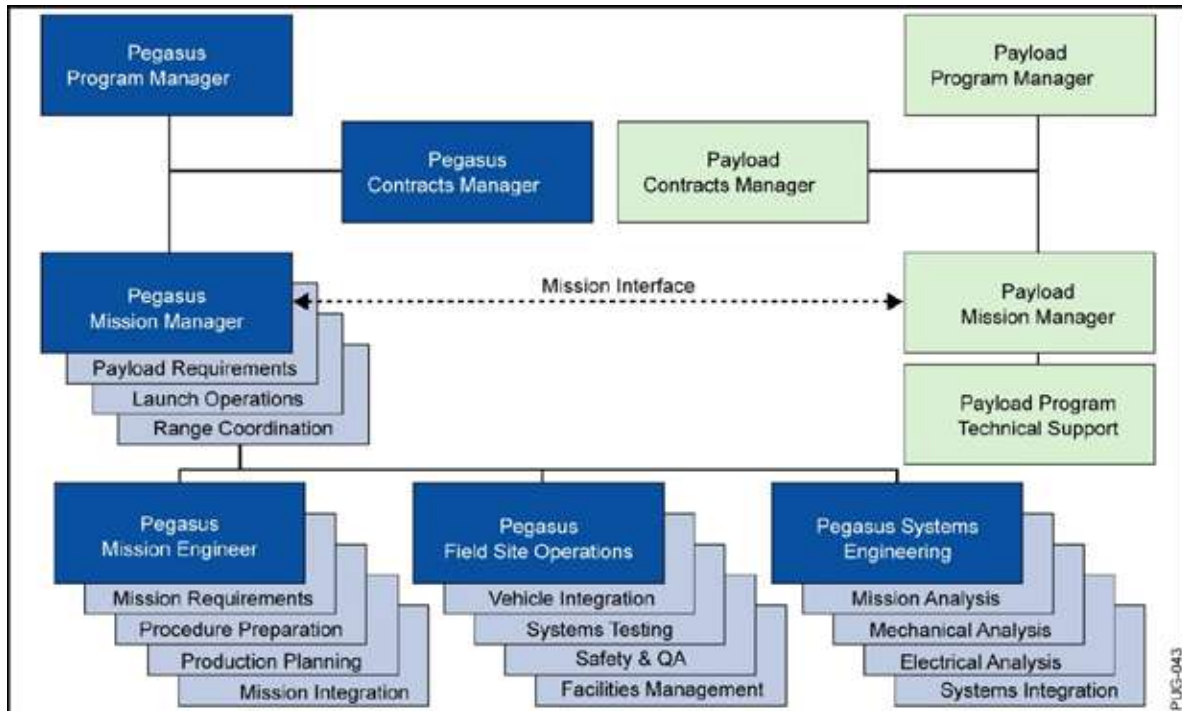 Pegasus
Program Manager
Payload
Program Manager
Pegasus
Contracts Manager
Payload
Contracts Manager
Pegasus
Mission Manager
Mission Interface
Payload
Mission Manager
Payload Requirements
Launch Operations
Range Coordination
Payload Program
Technical Support
Pegasus
Mission Engineer
Mission Requirements
Procedure Preparation
Production Planning
Mission Integration
Pegasus
Field Site Operations
Vehicle Integration
Systems Testing
Safety & QA
Facilities Management
Pegasus Systems
Engineering
Mission Analysis
Mechanical Analysis
Electrical Analysis
Systems Integration
PUG-043